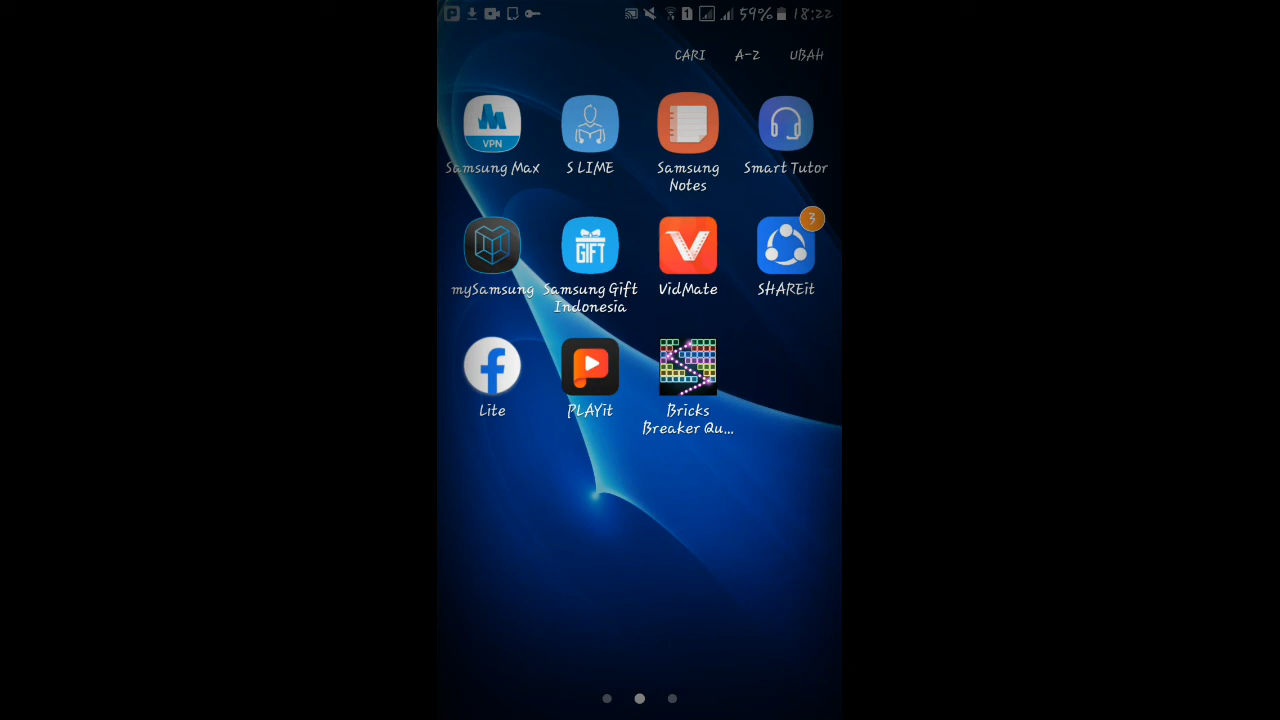 1 59% 18:22
CARI A-Z UBAH
VPN
Samsung Max S LIME Samsung Notes Smart Tutor
GIFT 3
mySamsung Samsung Gift Indonesia VidMate SHAREit
Lite PLAYit Bricks Breaker Qu...